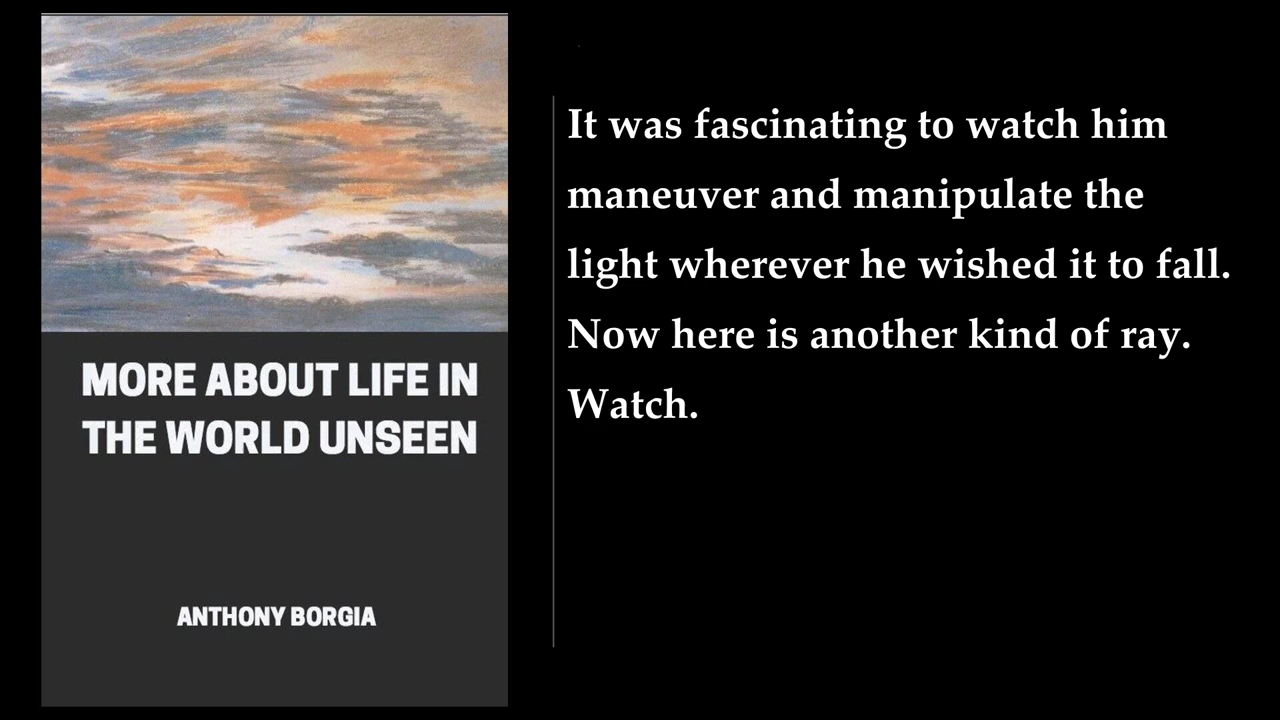 MORE ABOUT LIFE IN
THE WORLD UNSEEN
ANTHONY BORGIA
It was fascinating to watch him
maneuver and manipulate the
light wherever he wished it to fall.
Now here is another kind of ray.
Watch.